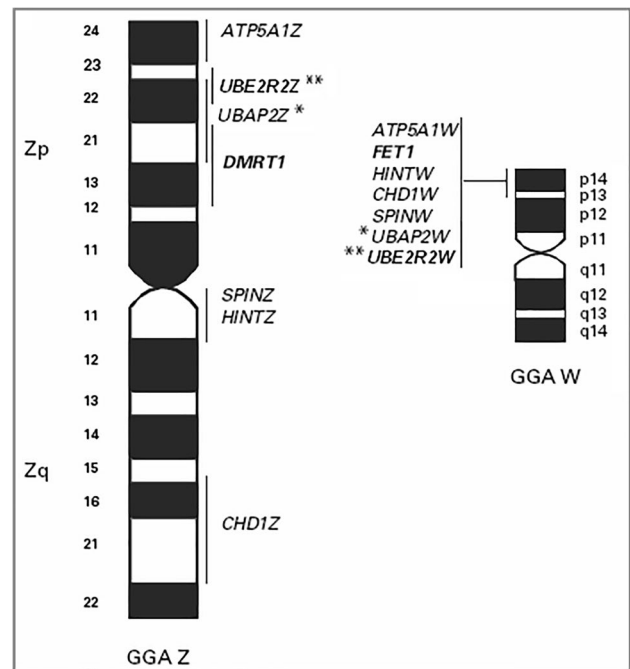 24
ATP5A1Z
23
22
UBE2R2Z **
UBAP2Z *
21
Zp
DMRT1
13
12
11
ATP5A1W
FET1
HINTW
CHD1W
SPINW
* UBAP2W
** UBE2R2W
p14
p13
p12
p11
q11
q12
q13
q14
GGA W
SPINZ
11
HINTZ
12
13
14
Zq
15
16
CHD1Z
21
22
GGA Z